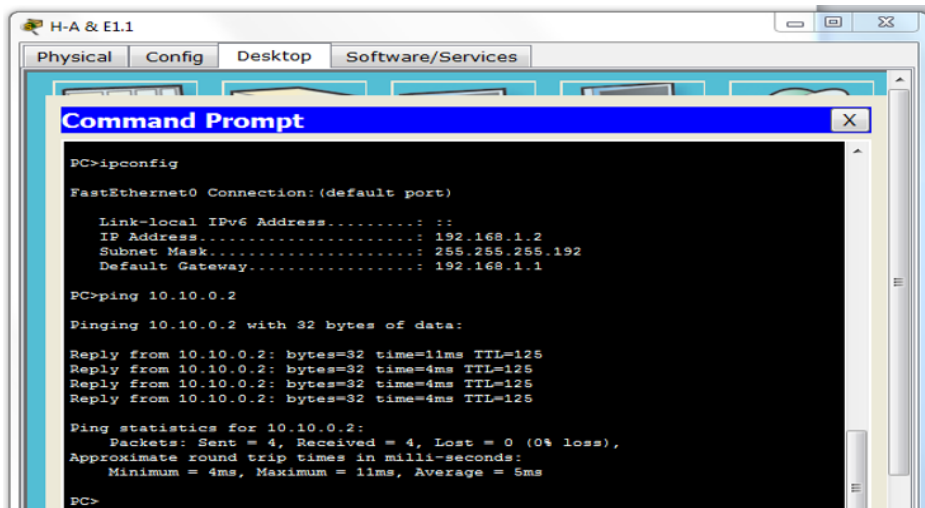 H-A & E1.1
Physical Config Desktop Software/Services
Command Prompt X
PC>ipconfig
FastEthernet0 Connection:(default port)
Link-local IPv6 Address.........: ::
IP Address......................: 192.168.1.2
Subnet Mask.....................: 255.255.255.192
Default Gateway.................: 192.168.1.1
PC>ping 10.10.0.2
Pinging 10.10.0.2 with 32 bytes of data:
Reply from 10.10.0.2: bytes=32 time=11ms TTL=125
Reply from 10.10.0.2: bytes=32 time=4ms TTL=125
Reply from 10.10.0.2: bytes=32 time=4ms TTL=125
Reply from 10.10.0.2: bytes=32 time=4ms TTL=125
Ping statistics for 10.10.0.2:
Packets: Sent = 4, Received = 4, Lost = 0 (0% loss),
Approximate round trip times in milli-seconds:
Minimum = 4ms, Maximum = 11ms, Average = 5ms
PC>